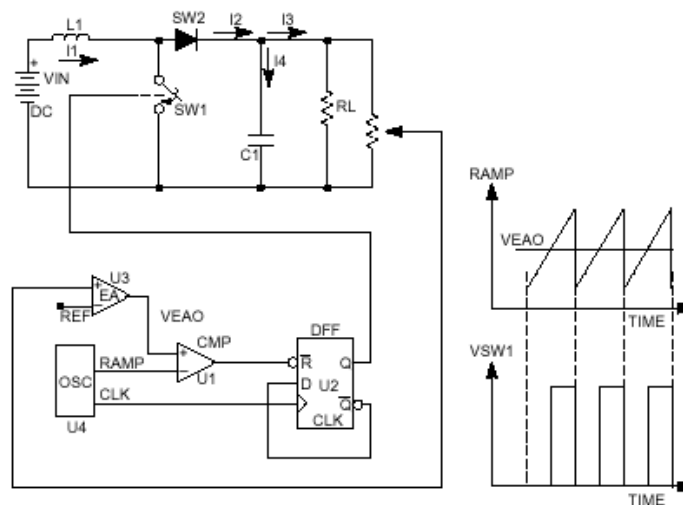 L1
SW2
I2
I3
I1
I4
+
VIN
DC
SW1
RL
C1
RAMP
VEAO
TIME
VSW1
TIME
U3
+
EA
−
REF
VEAO
CMP
+
−
U1
DFF
R
Q
D
U2
Q
CLK
OSC
RAMP
CLK
U4